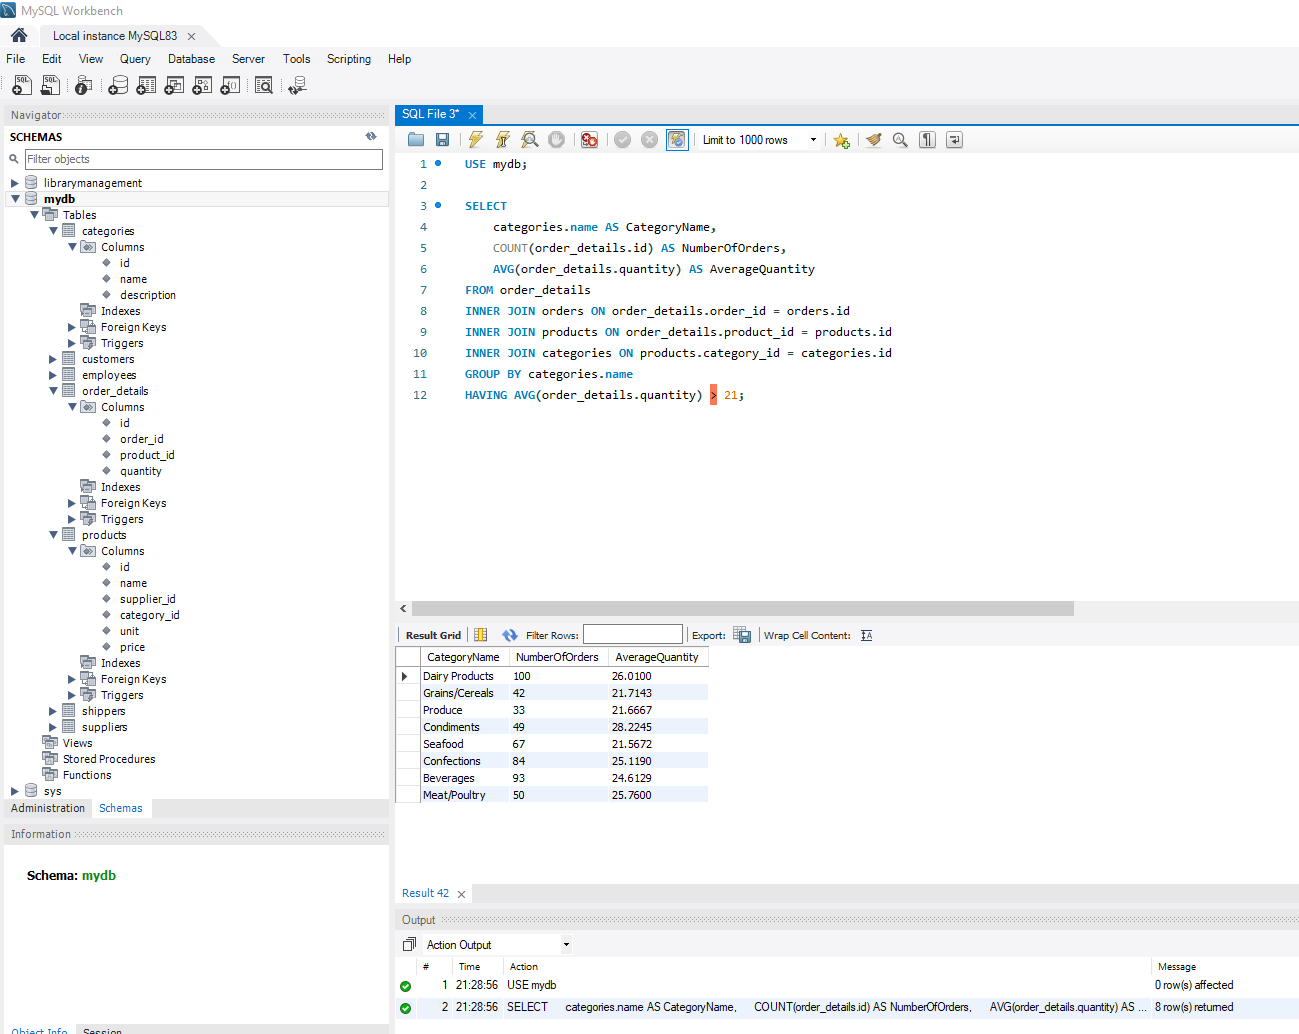 MySQL Workbench
Local instance MySQL83
File Edit View Query Database Server Tools Scripting Help
Navigator
SCHEMAS
Filter objects
librarymanagement
mydb
Tables
categories
Columns
id
name
description
Indexes
Foreign Keys
Triggers
customers
employees
order_details
Columns
id
order_id
product_id
quantity
Indexes
Foreign Keys
Triggers
products
Columns
id
name
supplier_id
category_id
unit
price
Indexes
Foreign Keys
Triggers
shippers
suppliers
Views
Stored Procedures
Functions
sys
Administration Schemas
Information
Schema: mydb
Object Info Session
SQL File 3*
Limit to 1000 rows
1 USE mydb;
2
3 SELECT
4 categories.name AS CategoryName,
5 COUNT(order_details.id) AS NumberOfOrders,
6 AVG(order_details.quantity) AS AverageQuantity
7 FROM order_details
8 INNER JOIN orders ON order_details.order_id = orders.id
9 INNER JOIN products ON order_details.product_id = products.id
10 INNER JOIN categories ON products.category_id = categories.id
11 GROUP BY categories.name
12 HAVING AVG(order_details.quantity) > 21;
Result Grid Filter Rows: Export: Wrap Cell Content:
CategoryName NumberOfOrders AverageQuantity
Dairy Products 100 26.0100
Grains/Cereals 42 21.7143
Produce 33 21.6667
Condiments 49 28.2245
Seafood 67 21.5672
Confections 84 25.1190
Beverages 93 24.6129
Meat/Poultry 50 25.7600
Result 42
Output
Action Output
# Time Action Message
1 21:28:56 USE mydb 0 row(s) affected
2 21:28:56 SELECT categories.name AS CategoryName, COUNT(order_details.id) AS NumberOfOrders, AVG(order_details.quantity) AS ... 8 row(s) returned